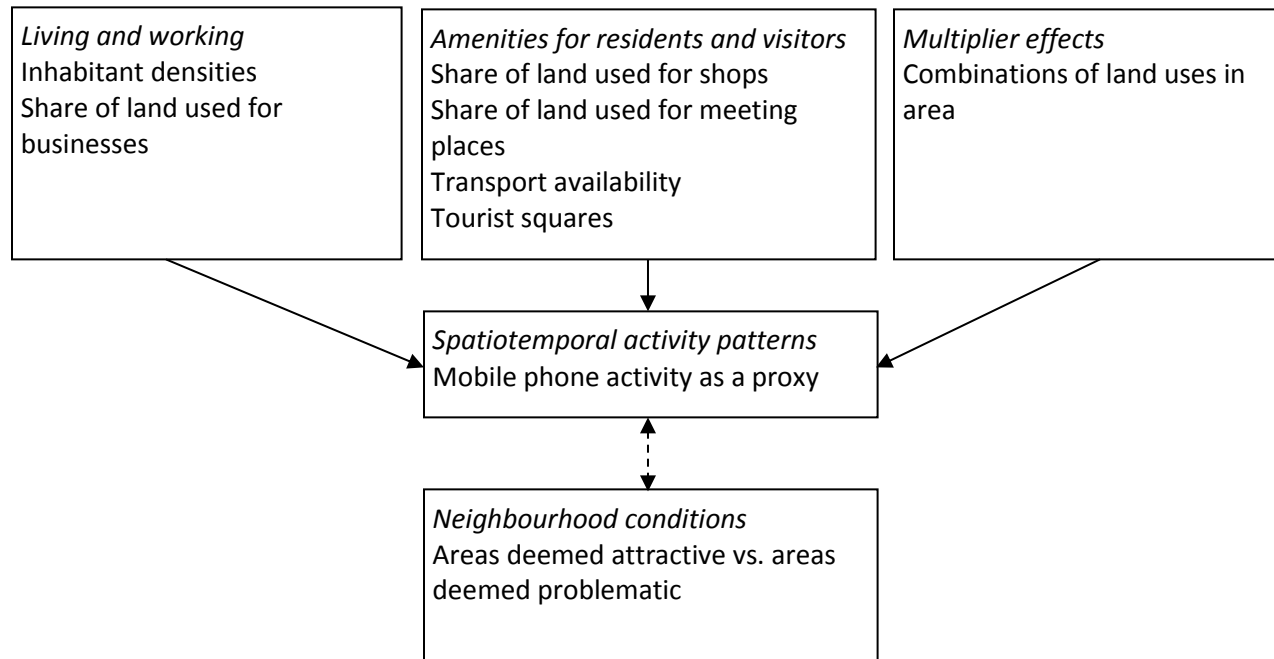 Living and working
Inhabitant densities
Share of land used for
businesses
Amenities for residents and visitors
Share of land used for shops
Share of land used for meeting
places
Transport availability
Tourist squares
Multiplier effects
Combinations of land uses in
area
Spatiotemporal activity patterns
Mobile phone activity as a proxy
Neighbourhood conditions
Areas deemed attractive vs. areas
deemed problematic